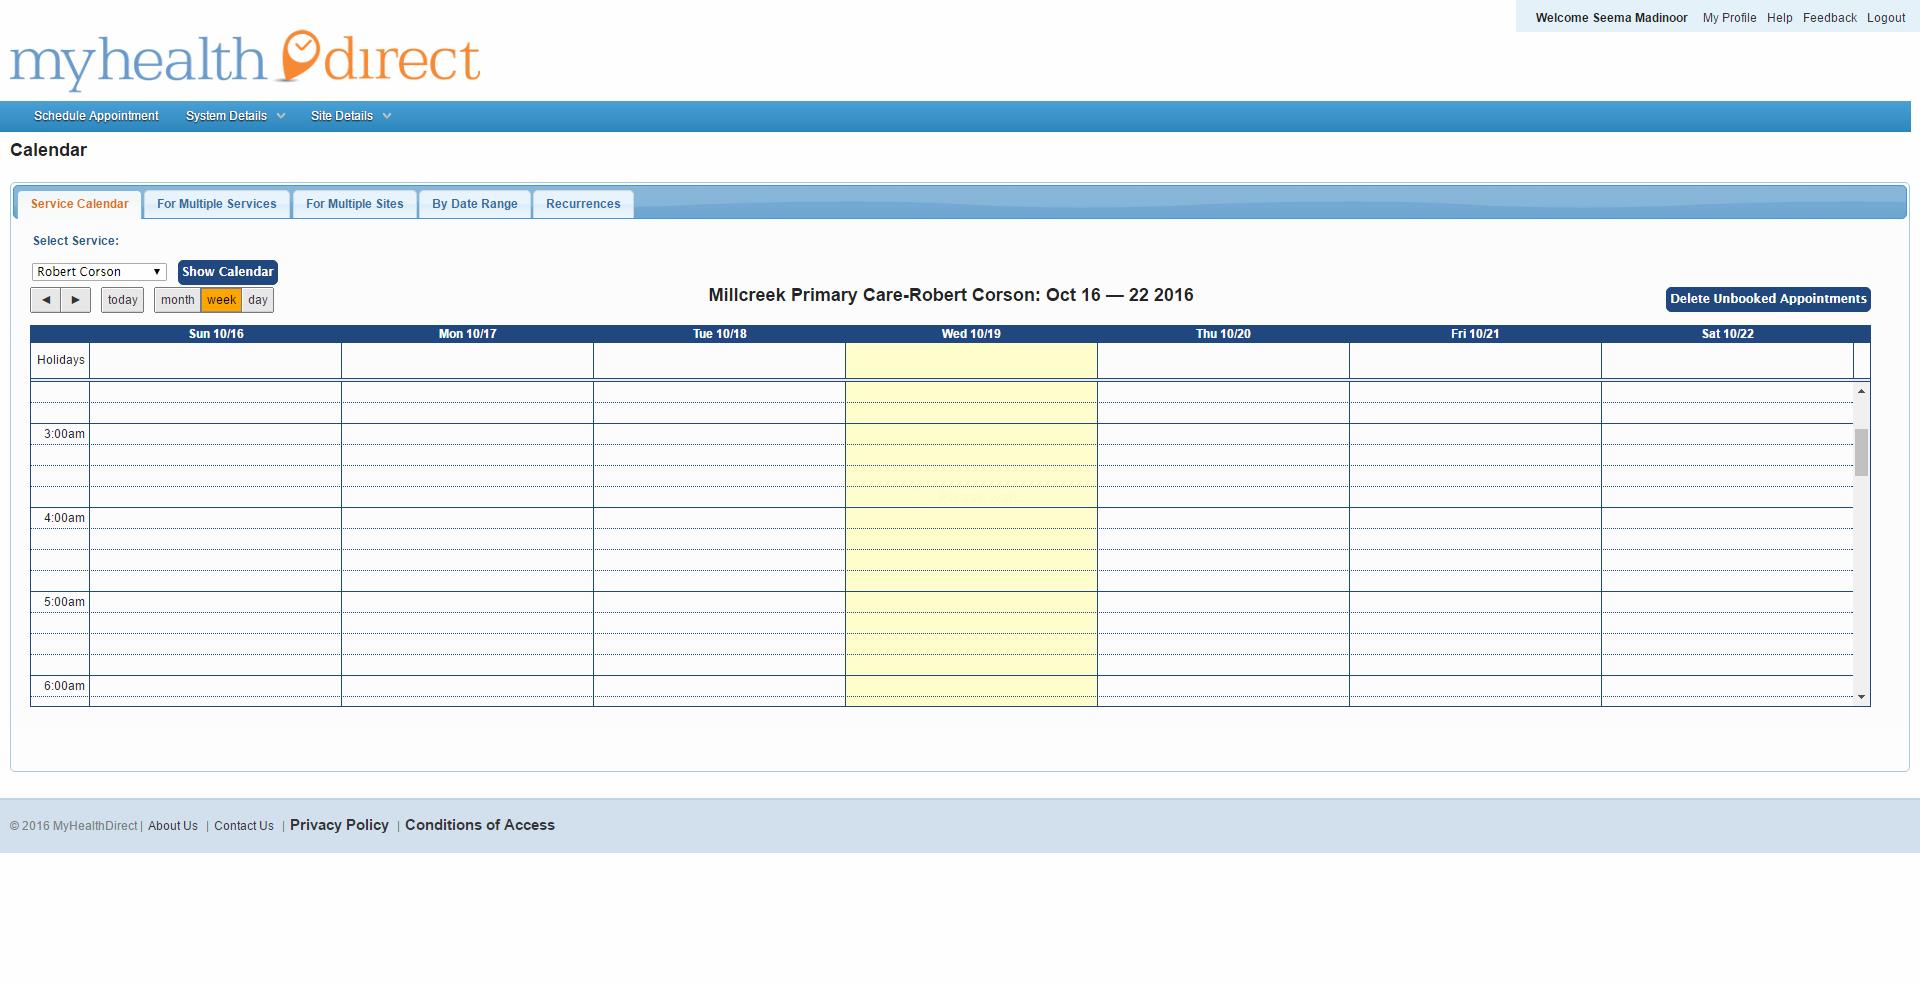 Welcome Seema Madinoor My Profile Help Feedback Logout
myhealth direct
Schedule Appointment System Details Site Details
Calendar
Service Calendar For Multiple Services For Multiple Sites By Date Range Recurrences
Select Service:
Robert Corson Show Calendar
today month week day
Millcreek Primary Care-Robert Corson: Oct 16 — 22 2016
Delete Unbooked Appointments
Sun 10/16 Mon 10/17 Tue 10/18 Wed 10/19 Thu 10/20 Fri 10/21 Sat 10/22
Holidays
3:00am
4:00am
5:00am
6:00am
© 2016 MyHealthDirect | About Us | Contact Us | Privacy Policy | Conditions of Access